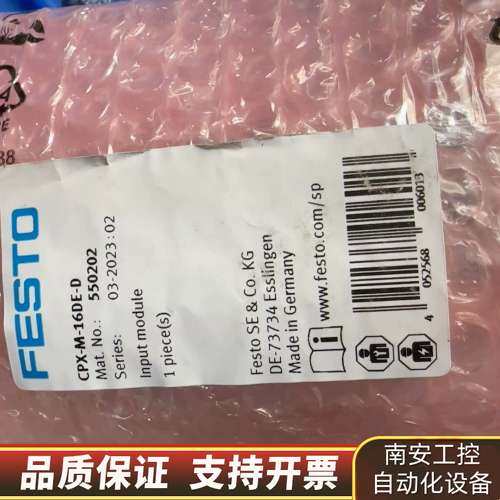 FESTO
CPX-M-16DE-D
Mat. No.: 550202
Series: 03-2023:02
Input module
1 piece(s)
Festo SE & Co. KG
DE-73734 Esslingen
Made in Germany
www.festo.com/sp
4 052568 006013
品质保证 支持开票
南安工控
自动化设备